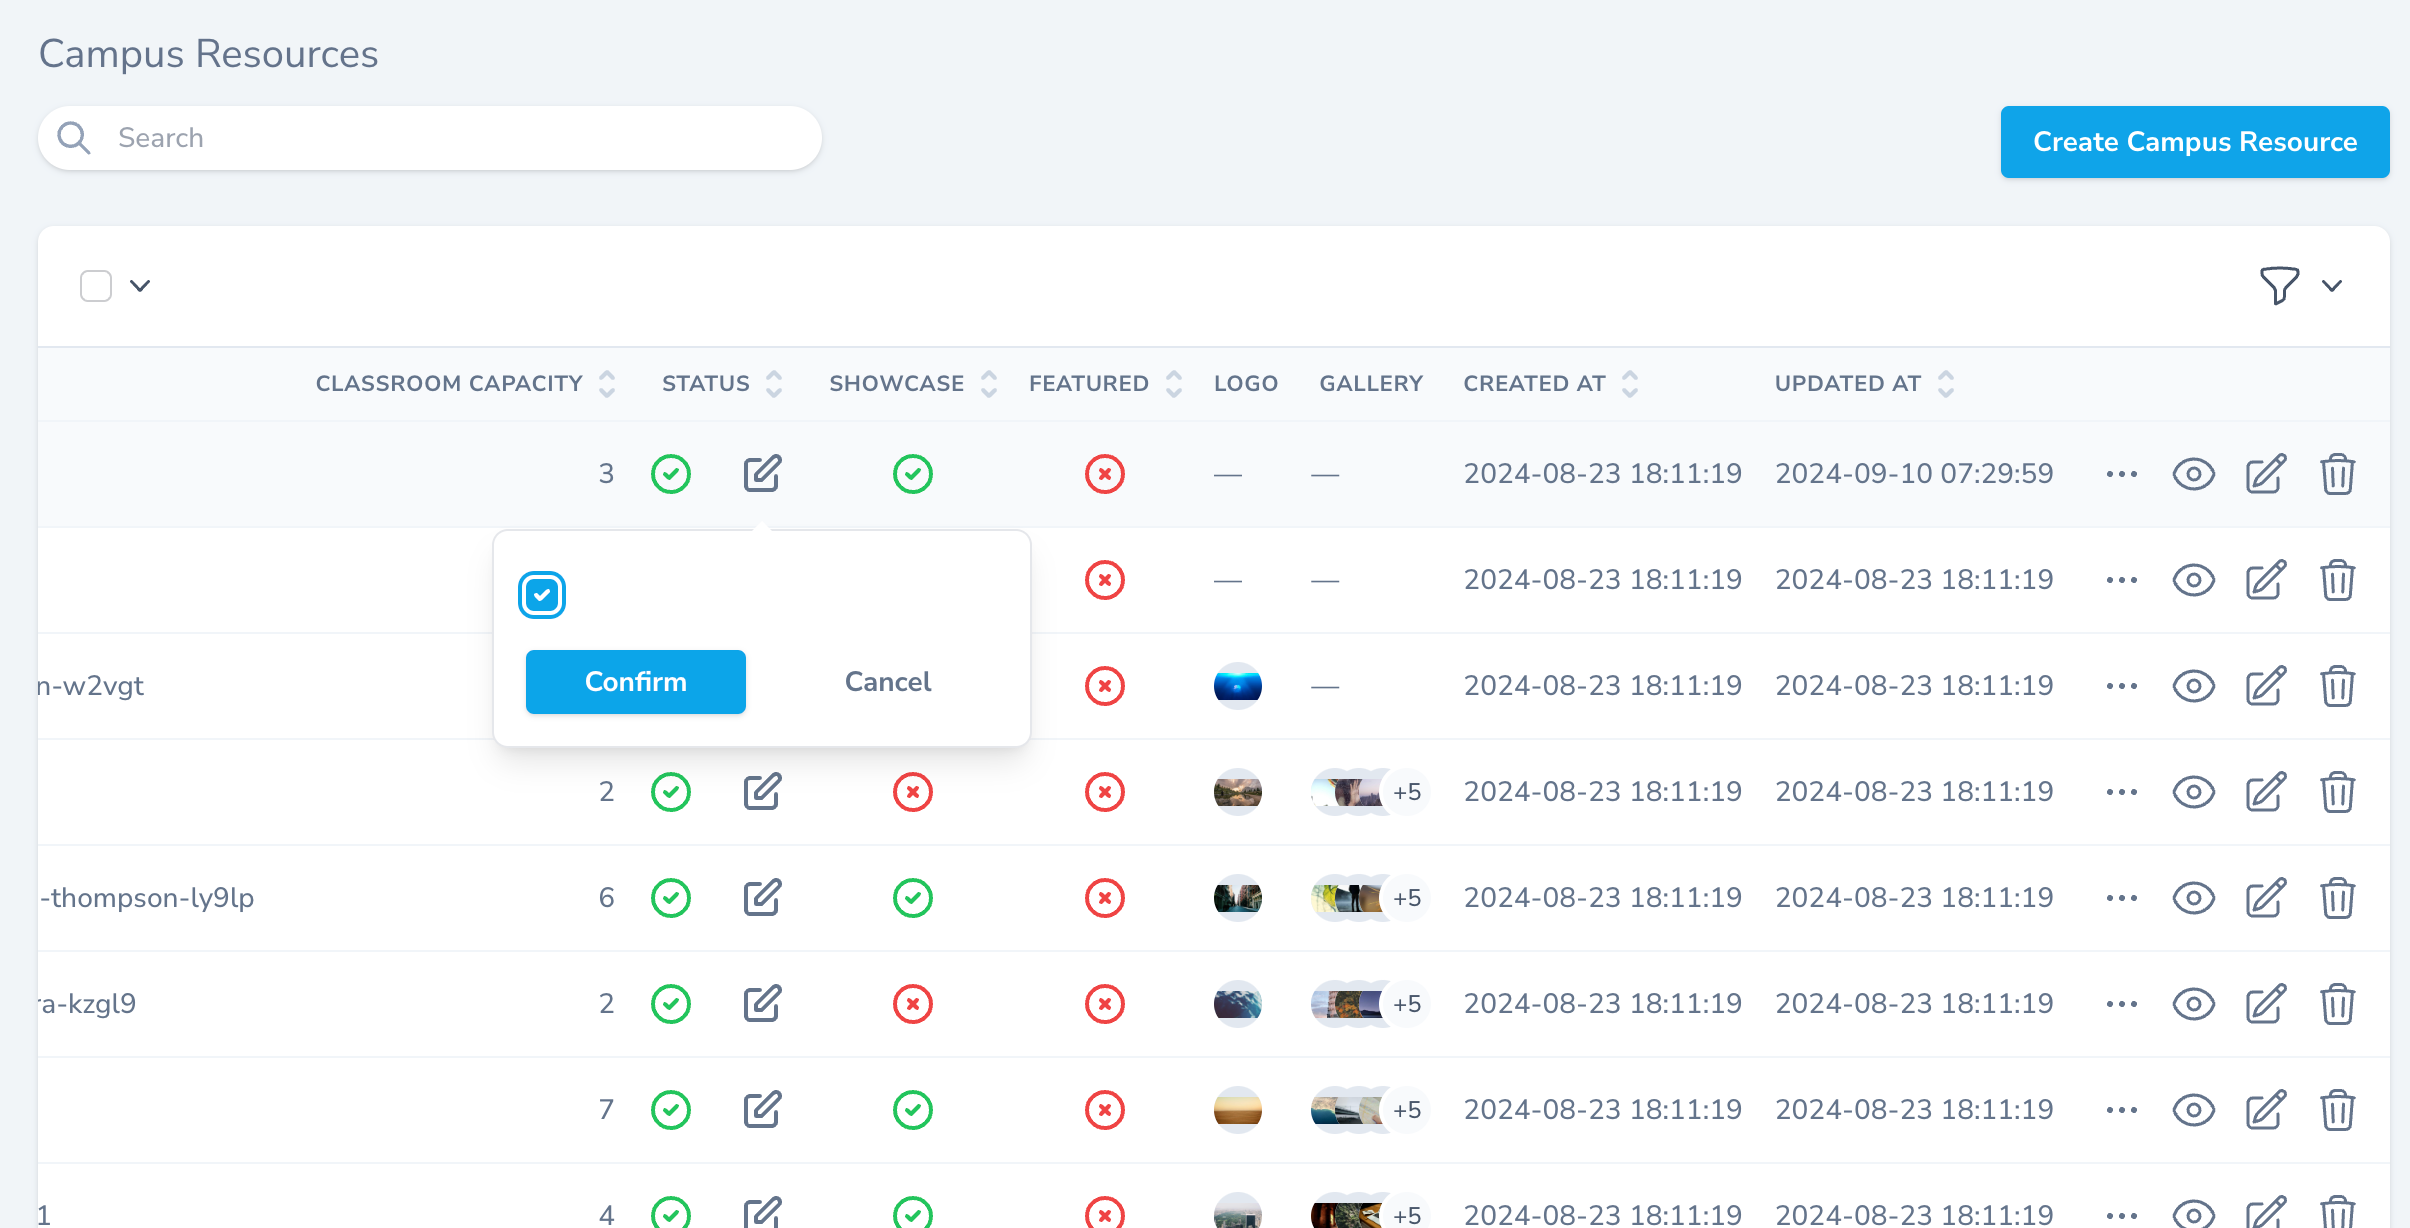 Campus Resources
Search
Create Campus Resource
CLASSROOM CAPACITY STATUS SHOWCASE FEATURED LOGO GALLERY CREATED AT UPDATED AT
3 — — 2024-08-23 18:11:19 2024-09-10 07:29:59
— — 2024-08-23 18:11:19 2024-08-23 18:11:19
Confirm Cancel
n-w2vgt — 2024-08-23 18:11:19 2024-08-23 18:11:19
2 +5 2024-08-23 18:11:19 2024-08-23 18:11:19
-thompson-ly9lp 6 +5 2024-08-23 18:11:19 2024-08-23 18:11:19
ra-kzgl9 2 +5 2024-08-23 18:11:19 2024-08-23 18:11:19
7 +5 2024-08-23 18:11:19 2024-08-23 18:11:19
1 4 +5 2024-08-23 18:11:19 2024-08-23 18:11:19